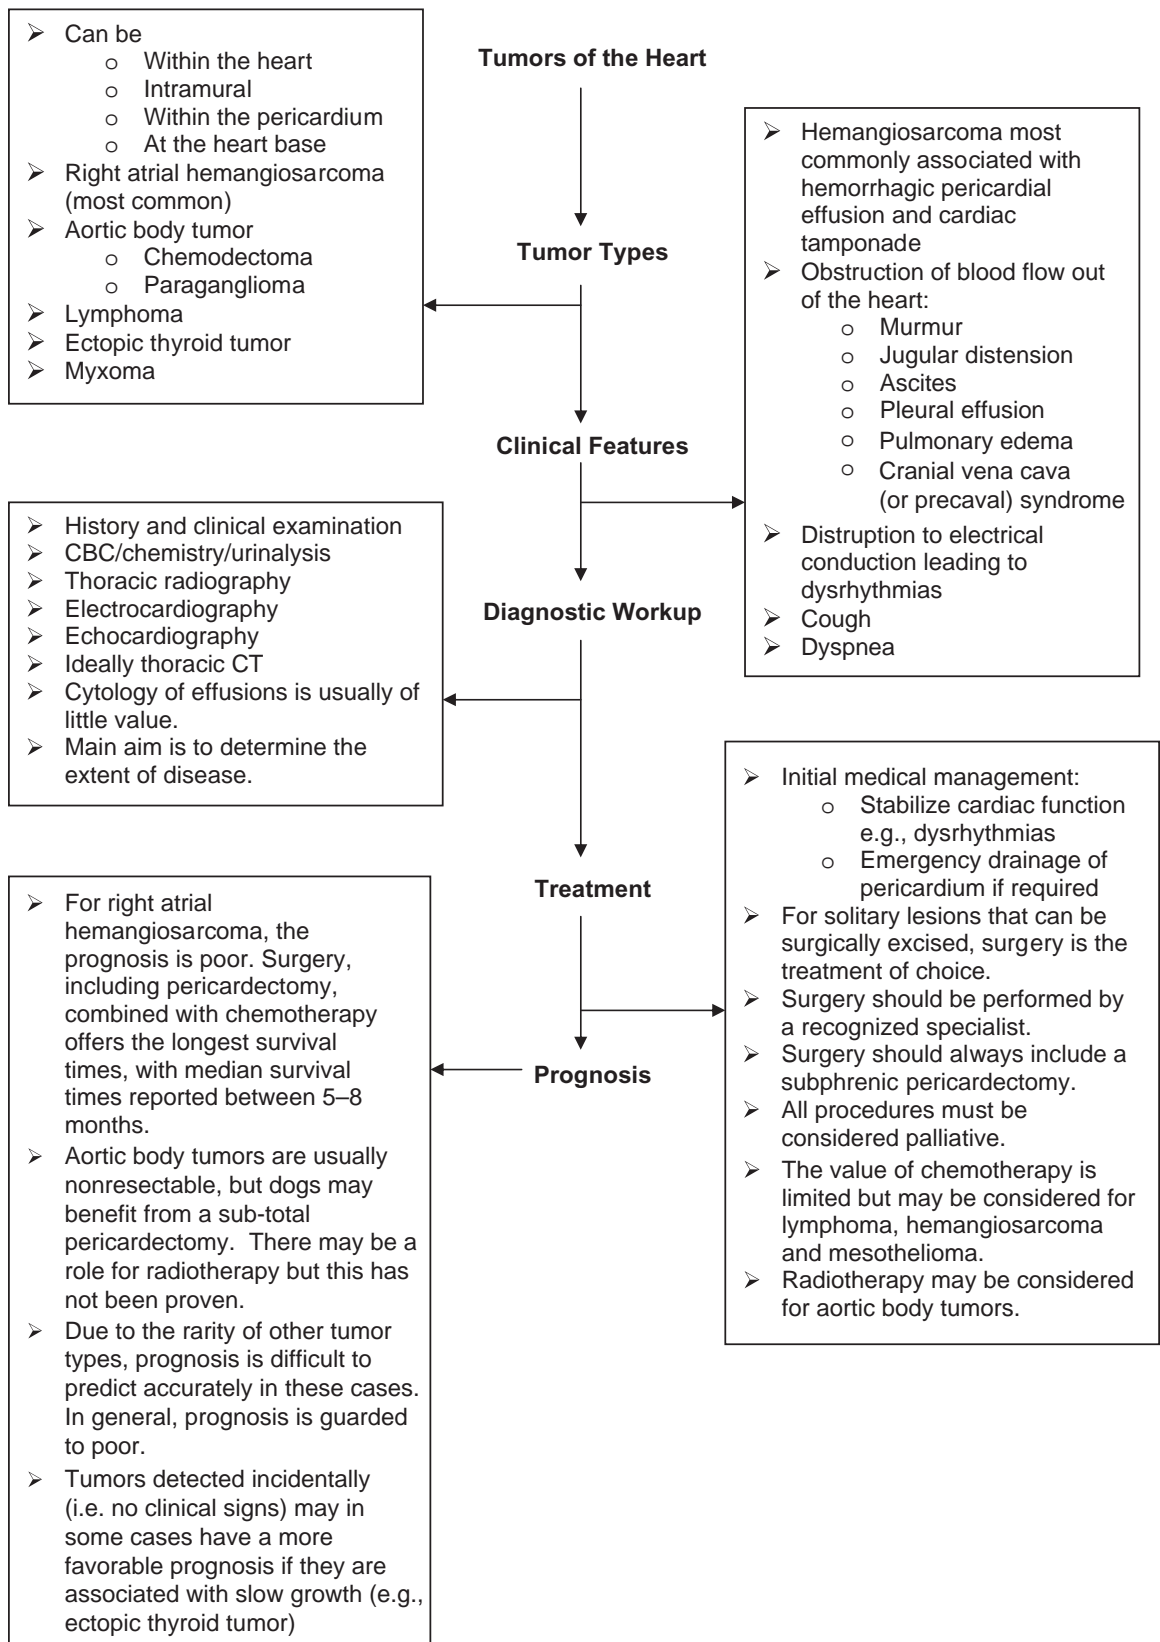 Tumors of the Heart
Tumor Types
➢ Can be
o Within the heart
o Intramural
o Within the pericardium
o At the heart base
➢ Right atrial hemangiosarcoma
(most common)
➢ Aortic body tumor
o Chemodectoma
o Paraganglioma
➢ Lymphoma
➢ Ectopic thyroid tumor
➢ Myxoma
Clinical Features
➢ Hemangiosarcoma most
commonly associated with
hemorrhagic pericardial
effusion and cardiac
tamponade
➢ Obstruction of blood flow out
of the heart:
o Murmur
o Jugular distension
o Ascites
o Pleural effusion
o Pulmonary edema
o Cranial vena cava
(or precaval) syndrome
➢ Distruption to electrical
conduction leading to
dysrhythmias
➢ Cough
➢ Dyspnea
Diagnostic Workup
➢ History and clinical examination
➢ CBC/chemistry/urinalysis
➢ Thoracic radiography
➢ Electrocardiography
➢ Echocardiography
➢ Ideally thoracic CT
➢ Cytology of effusions is usually of
little value.
➢ Main aim is to determine the
extent of disease.
Treatment
➢ Initial medical management:
o Stabilize cardiac function
e.g., dysrhythmias
o Emergency drainage of
pericardium if required
➢ For solitary lesions that can be
surgically excised, surgery is the
treatment of choice.
➢ Surgery should be performed by
a recognized specialist.
➢ Surgery should always include a
subphrenic pericardectomy.
➢ All procedures must be
considered palliative.
➢ The value of chemotherapy is
limited but may be considered for
lymphoma, hemangiosarcoma
and mesothelioma.
➢ Radiotherapy may be considered
for aortic body tumors.
Prognosis
➢ For right atrial
hemangiosarcoma, the
prognosis is poor. Surgery,
including pericardectomy,
combined with chemotherapy
offers the longest survival
times, with median survival
times reported between 5–8
months.
➢ Aortic body tumors are usually
nonresectable, but dogs may
benefit from a sub-total
pericardectomy. There may be a
role for radiotherapy but this has
not been proven.
➢ Due to the rarity of other tumor
types, prognosis is difficult to
predict accurately in these cases.
In general, prognosis is guarded
to poor.
➢ Tumors detected incidentally
(i.e. no clinical signs) may in
some cases have a more
favorable prognosis if they are
associated with slow growth (e.g.,
ectopic thyroid tumor)